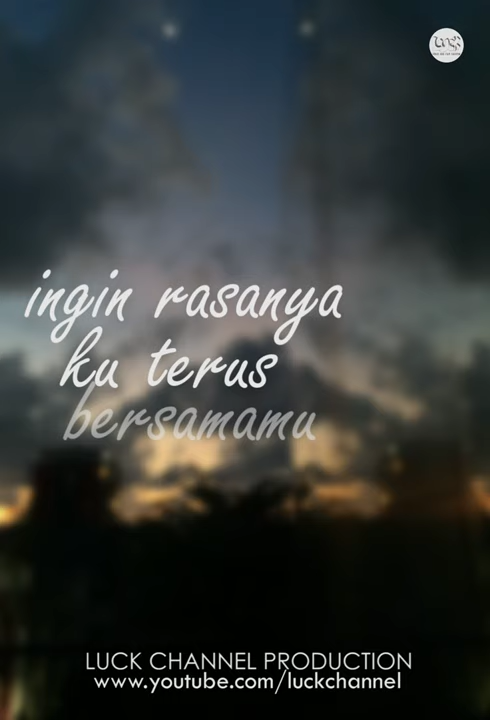 ingin rasanya
ku terus
bersamamu
LUCK CHANNEL PRODUCTION
www.youtube.com/luckchannel